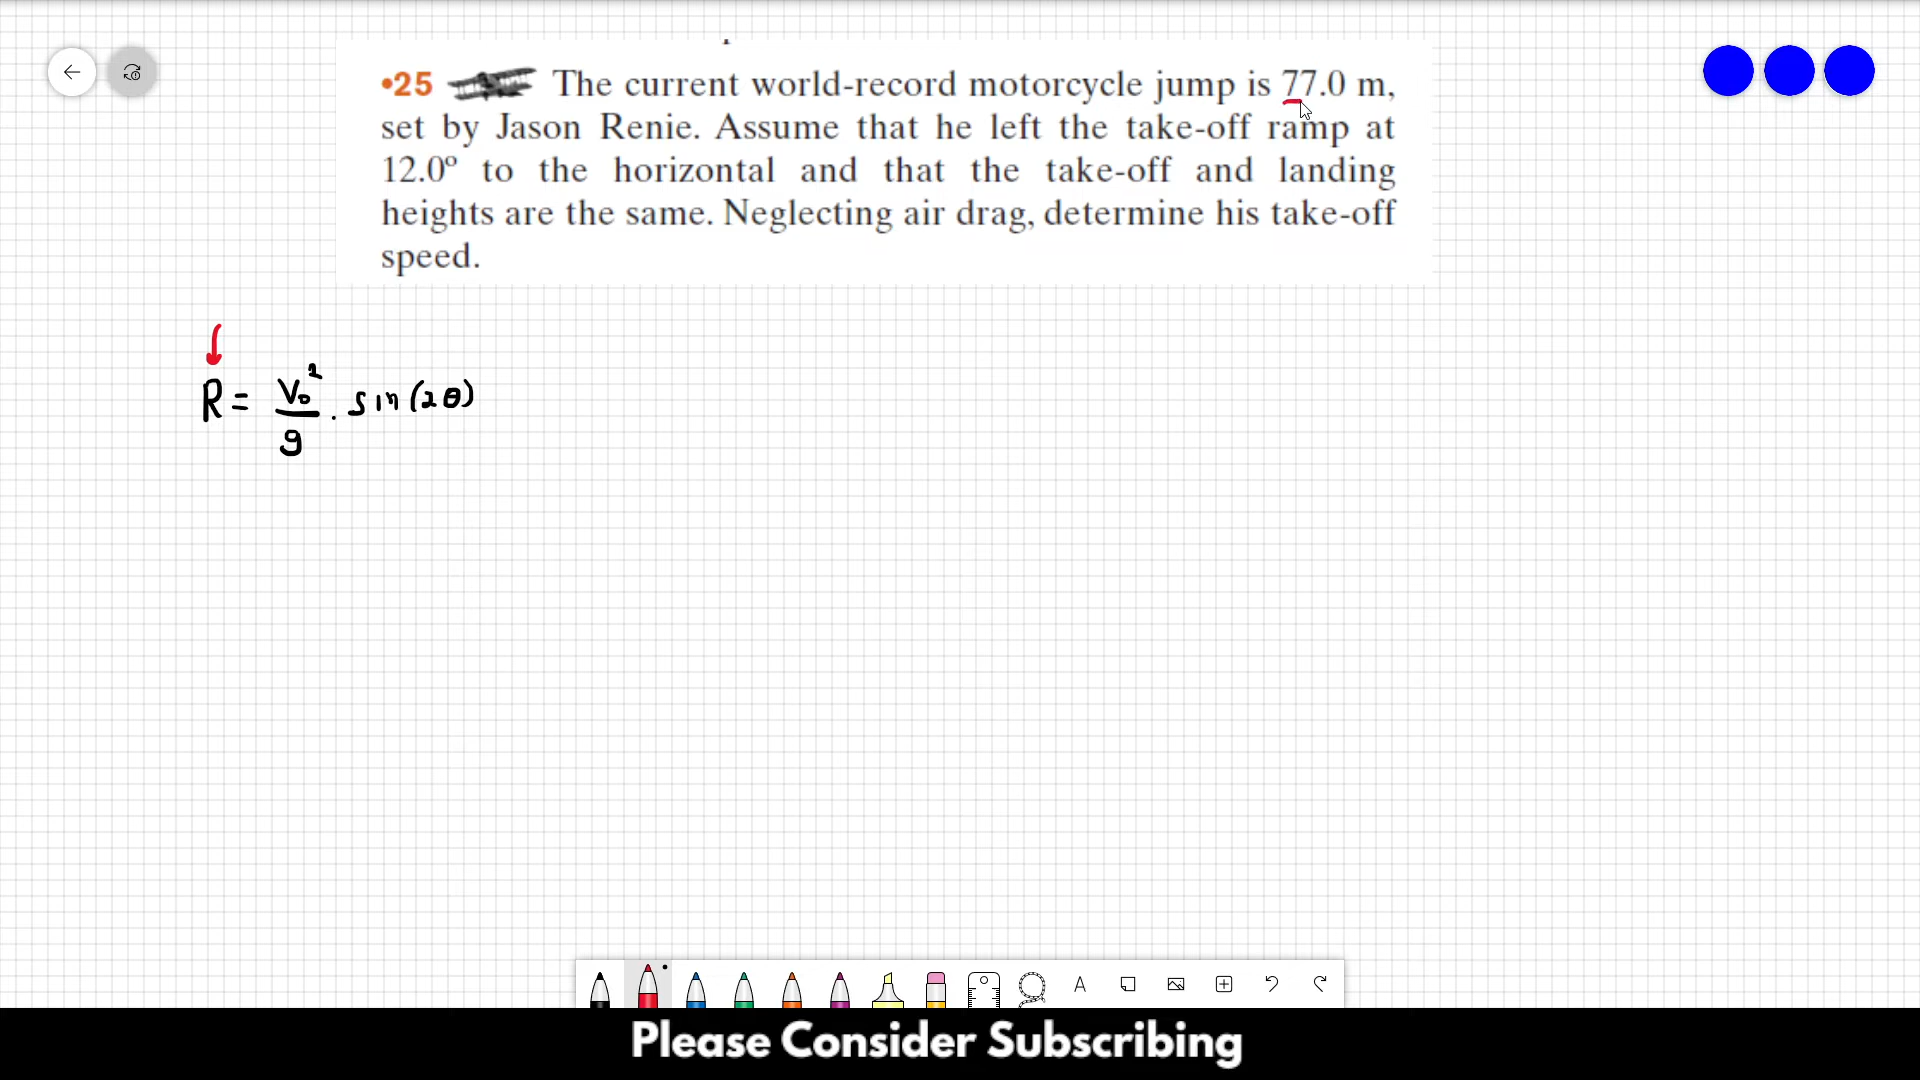 •25 The current world-record motorcycle jump is 77.0 m,
set by Jason Renie. Assume that he left the take-off ramp at
12.0º to the horizontal and that the take-off and landing
heights are the same. Neglecting air drag, determine his take-off
speed.
R = V₀²/g . sin(2θ)
A
Please Consider Subscribing